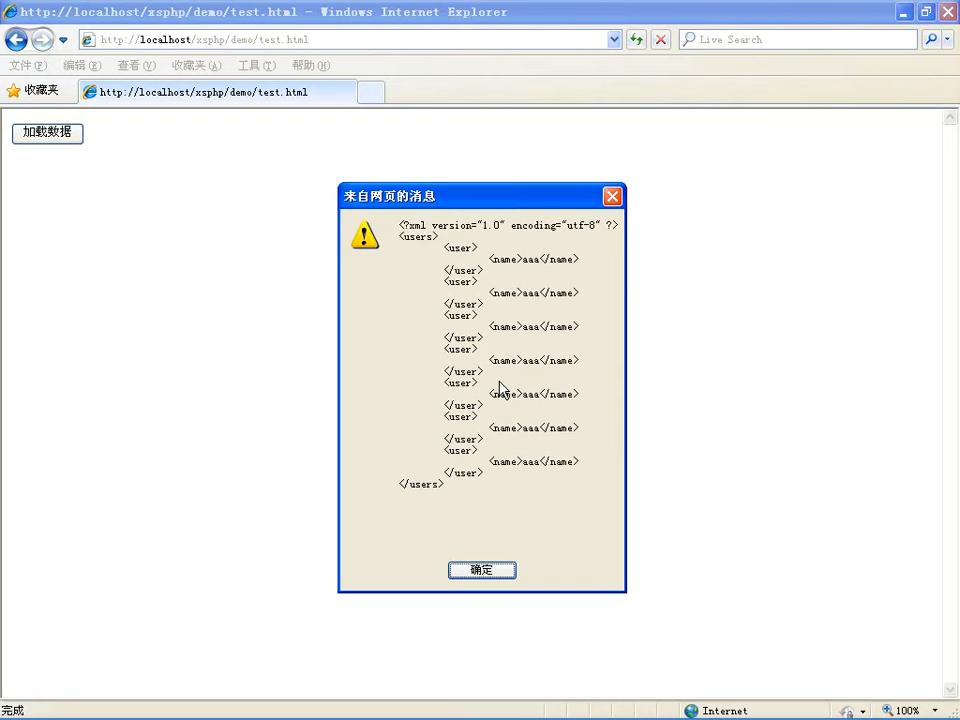 http://localhost/xsphp/demo/test.html - Windows Internet Explorer
http://localhost/xsphp/demo/test.html
Live Search
文件(F) 编辑(E) 查看(V) 收藏夹(A) 工具(T) 帮助(H)
收藏夹
http://localhost/xsphp/demo/test.html
加载数据
来自网页的消息
<?xml version="1.0" encoding="utf-8" ?>
<users>
<user>
<name>aaa</name>
</user>
<user>
<name>aaa</name>
</user>
<user>
<name>aaa</name>
</user>
<user>
<name>aaa</name>
</user>
<user>
<name>aaa</name>
</user>
<user>
<name>aaa</name>
</user>
<user>
<name>aaa</name>
</user>
</users>
确定
完成
Internet
100%